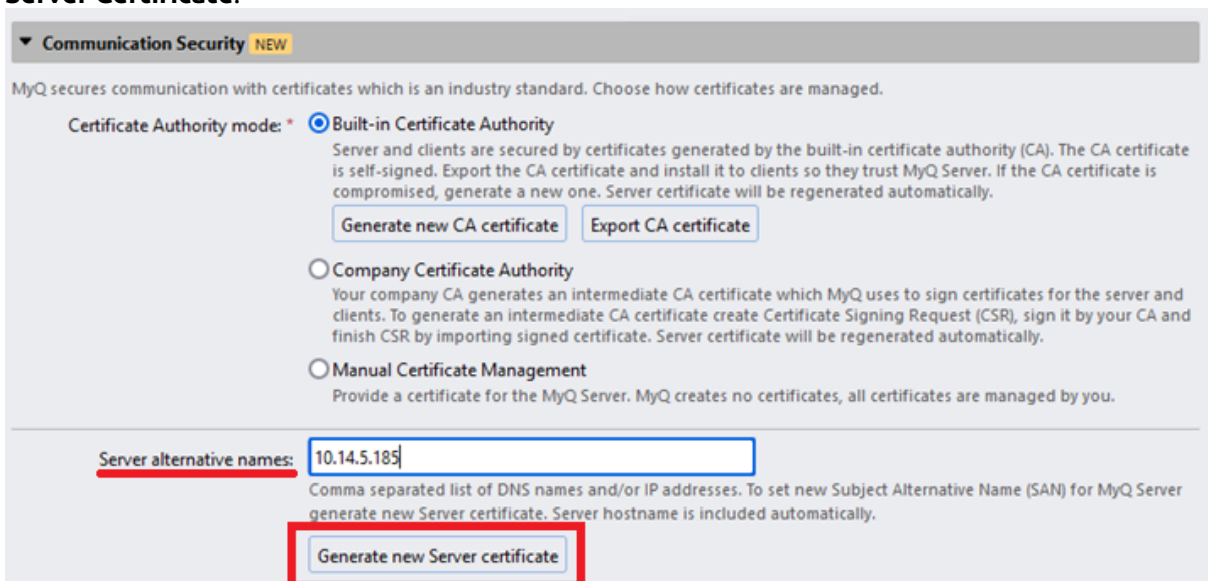 Server Certificate.
Communication Security NEW
MyQ secures communication with certificates which is an industry standard. Choose how certificates are managed.
Certificate Authority mode: * Built-in Certificate Authority
Server and clients are secured by certificates generated by the built-in certificate authority (CA). The CA certificate
is self-signed. Export the CA certificate and install it to clients so they trust MyQ Server. If the CA certificate is
compromised, generate a new one. Server certificate will be regenerated automatically.
Generate new CA certificate Export CA certificate
Company Certificate Authority
Your company CA generates an intermediate CA certificate which MyQ uses to sign certificates for the server and
clients. To generate an intermediate CA certificate create Certificate Signing Request (CSR), sign it by your CA and
finish CSR by importing signed certificate. Server certificate will be regenerated automatically.
Manual Certificate Management
Provide a certificate for the MyQ Server. MyQ creates no certificates, all certificates are managed by you.
Server alternative names: 10.14.5.185
Comma separated list of DNS names and/or IP addresses. To set new Subject Alternative Name (SAN) for MyQ Server
generate new Server certificate. Server hostname is included automatically.
Generate new Server certificate